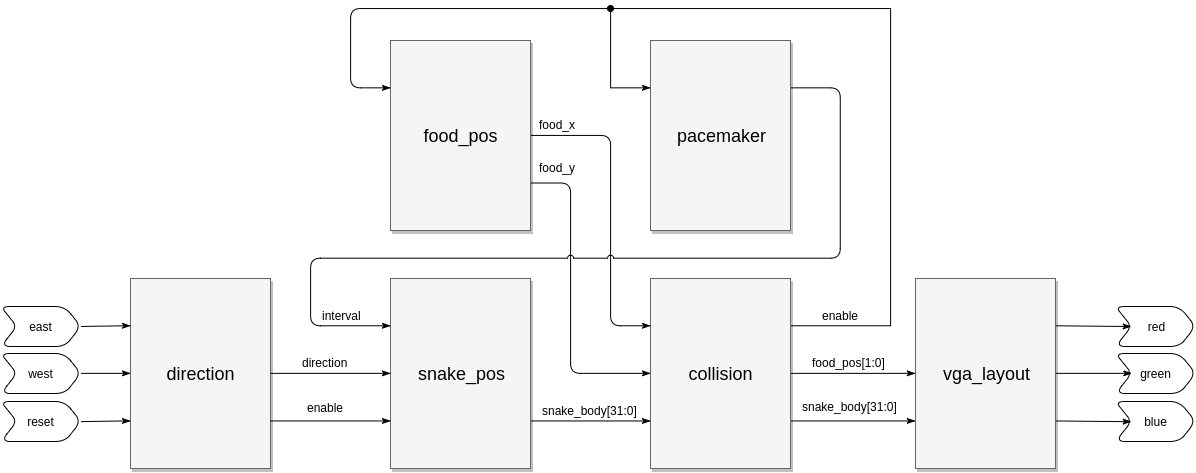 food_pos
pacemaker
food_x
food_y
east
west
reset
direction
interval
direction
enable
snake_pos
snake_body[31:0]
collision
enable
food_pos[1:0]
snake_body[31:0]
vga_layout
red
green
blue